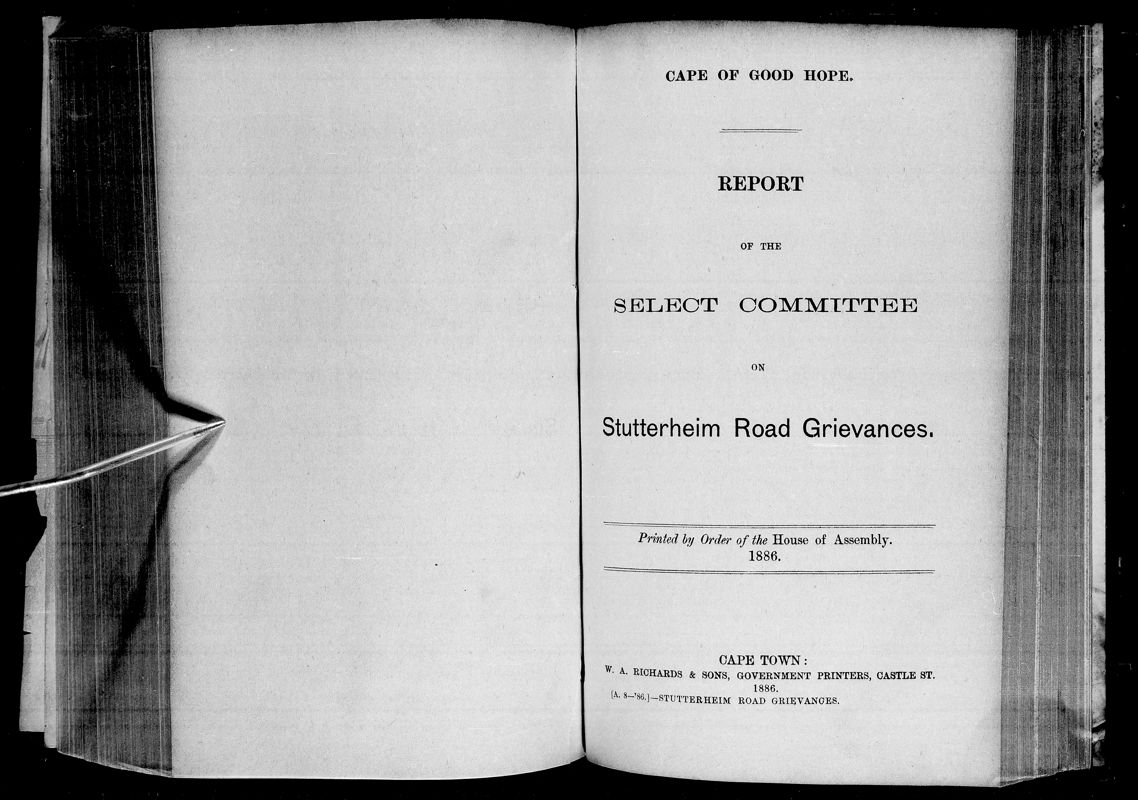 CAPE OF GOOD HOPE.
REPORT
OF THE
SELECT COMMITTEE
ON
Stutterheim Road Grievances.
Printed by Order of the House of Assembly.
1886.
CAPE TOWN:
W. A. RICHARDS & SONS, GOVERNMENT PRINTERS, CASTLE ST.
1886.
[A. 8—'86.]—STUTTERHEIM ROAD GRIEVANCES.